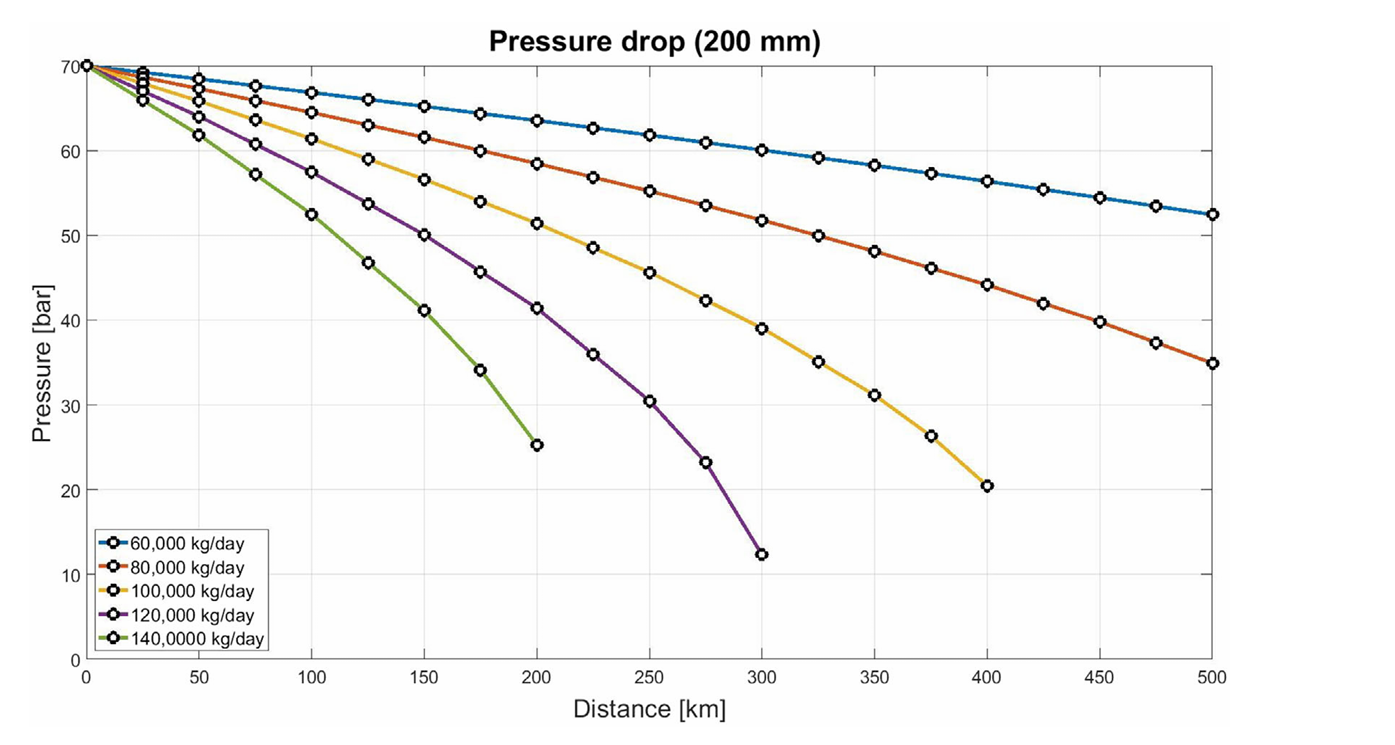 Pressure drop (200 mm)
70
60
50
40
30
20
10
0
Pressure [bar]
60,000 kg/day
80,000 kg/day
100,000 kg/day
120,000 kg/day
140,0000 kg/day
0 50 100 150 200 250 300 350 400 450 500
Distance [km]